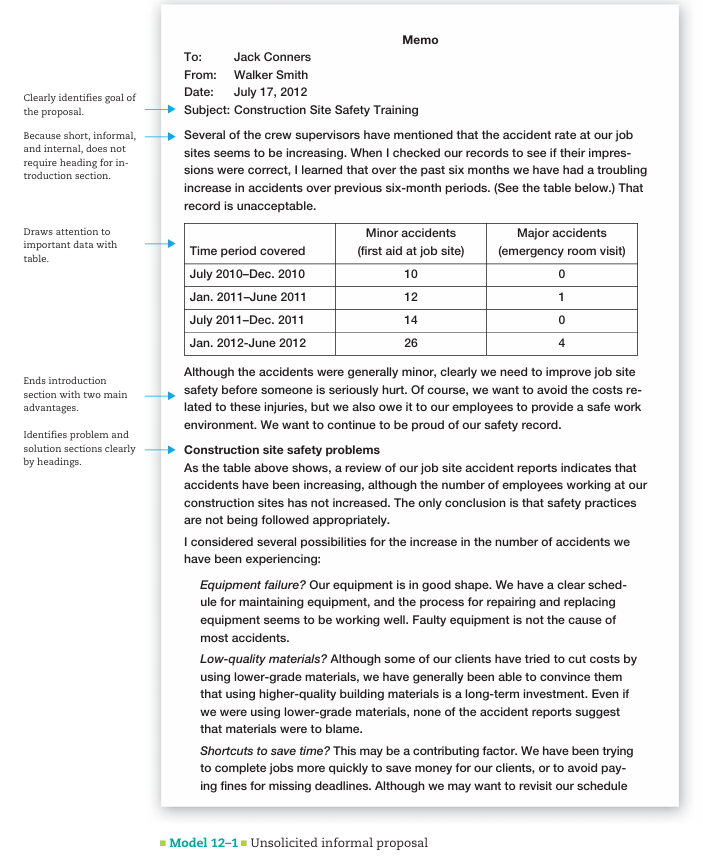 Memo
To: Jack Conners
From: Walker Smith
Date: July 17, 2012
Clearly identifies goal of
the proposal.
Subject: Construction Site Safety Training
Because short, informal,
and internal, does not
require heading for in-
troduction section.
Several of the crew supervisors have mentioned that the accident rate at our job
sites seems to be increasing. When I checked our records to see if their impres-
sions were correct, I learned that over the past six months we have had a troubling
increase in accidents over previous six-month periods. (See the table below.) That
record is unacceptable.
Draws attention to
important data with
table.
Time period covered Minor accidents (first aid at job site) Major accidents (emergency room visit)
July 2010–Dec. 2010 10 0
Jan. 2011–June 2011 12 1
July 2011–Dec. 2011 14 0
Jan. 2012-June 2012 26 4
Ends introduction
section with two main
advantages.
Although the accidents were generally minor, clearly we need to improve job site
safety before someone is seriously hurt. Of course, we want to avoid the costs re-
lated to these injuries, but we also owe it to our employees to provide a safe work
environment. We want to continue to be proud of our safety record.
Identifies problem and
solution sections clearly
by headings.
Construction site safety problems
As the table above shows, a review of our job site accident reports indicates that
accidents have been increasing, although the number of employees working at our
construction sites has not increased. The only conclusion is that safety practices
are not being followed appropriately.
I considered several possibilities for the increase in the number of accidents we
have been experiencing:
Equipment failure? Our equipment is in good shape. We have a clear sched-
ule for maintaining equipment, and the process for repairing and replacing
equipment seems to be working well. Faulty equipment is not the cause of
most accidents.
Low-quality materials? Although some of our clients have tried to cut costs by
using lower-grade materials, we have generally been able to convince them
that using higher-quality building materials is a long-term investment. Even if
we were using lower-grade materials, none of the accident reports suggest
that materials were to blame.
Shortcuts to save time? This may be a contributing factor. We have been trying
to complete jobs more quickly to save money for our clients, or to avoid pay-
ing fines for missing deadlines. Although we may want to revisit our schedule
Model 12–1 Unsolicited informal proposal